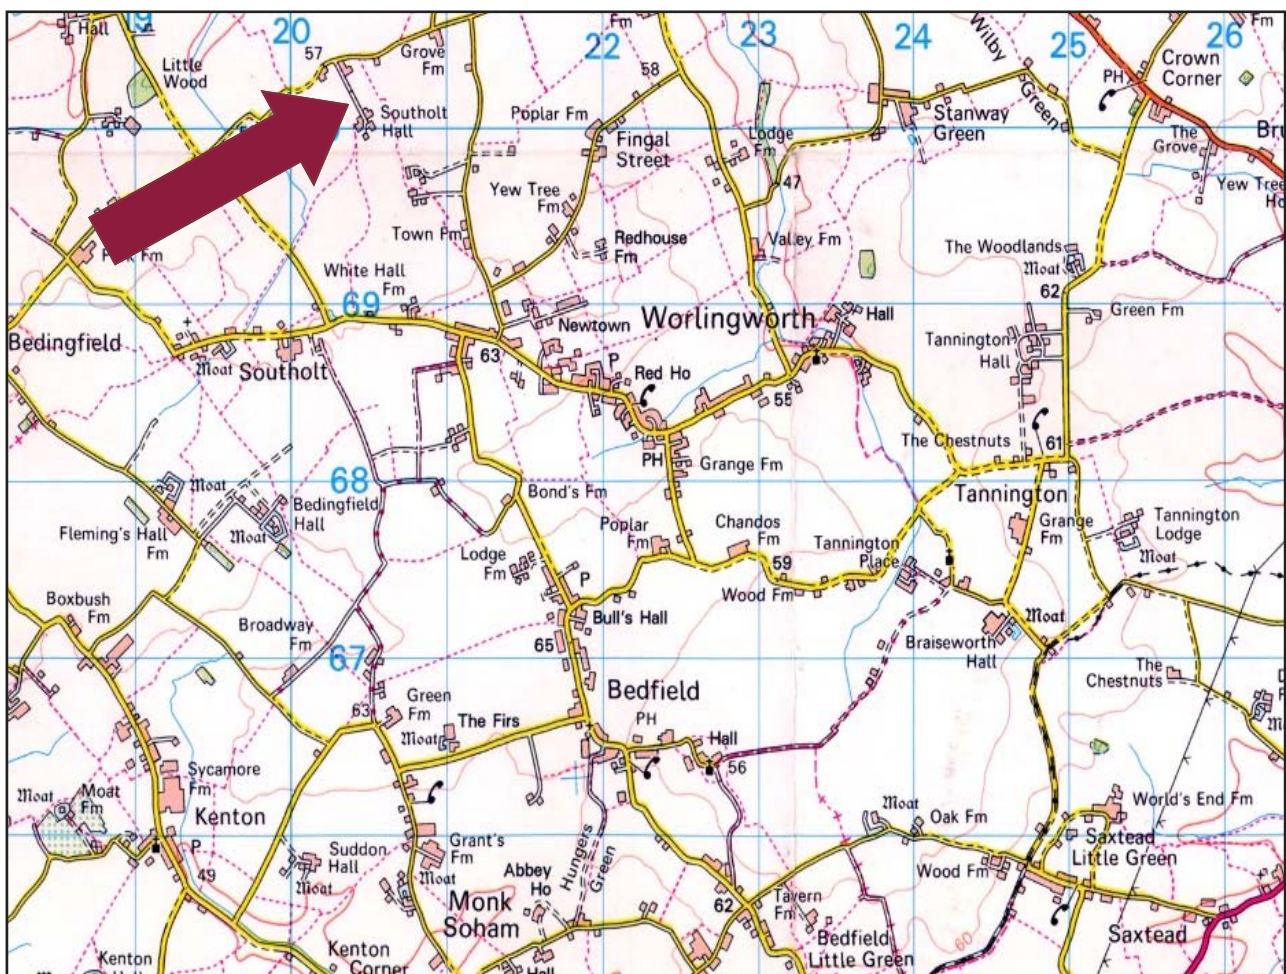 Hall
19
20
22
23
24
25
26
Fm
Fm
57
Grove
Fm
58
Wilby
Green
Crown
Corner
PH
Little
Wood
Southolt
Hall
Poplar Fm
Fingal
Street
Lodge
Fm
47
Stanway
Green
The
Grove
Yew Tree
Yew Tree
Fm
Town Fm
Redhouse
Fm
Valley Fm
The Woodlands
Moat
62
White Hall
Fm
69
Newtown
Worlingworth
Hall
Green Fm
Tannington
Hall
Bedingfield
Moat
Southolt
63
P
Red Ho
55
The Chestnuts
61
PH
Grange Fm
68
Moat
Bedingfield
Hall
Moat
Fleming's Hall
Fm
Bond's Fm
Poplar
Fm
Chandos
Fm
59
Tannington
Grange
Fm
Tannington
Lodge
Moat
Tannington
Place
Lodge
Fm
P
Wood Fm
Boxbush
Fm
Broadway
Fm
Bull's Hall
65
Moat
Braiseworth
Hall
67
The
Chestnuts
Bedfield
63
Green
Fm
Moat
The Firs
PH
Hall
56
M
Sycamore
Fm
Moat
Moat
Fm
Kenton
Moat
Oak Fm
World's End Fm
Saxtead
Little Green
P
49
Suddon
Hall
Moat
Grant's
Fm
Moat
Abbey
Ho
Hungers
Green
Wood Fm
Monk
Soham
62
Tavern
Fm
Bedfield
Little Green
60
Saxtead
Kenton
Kenton
Corner
Hall